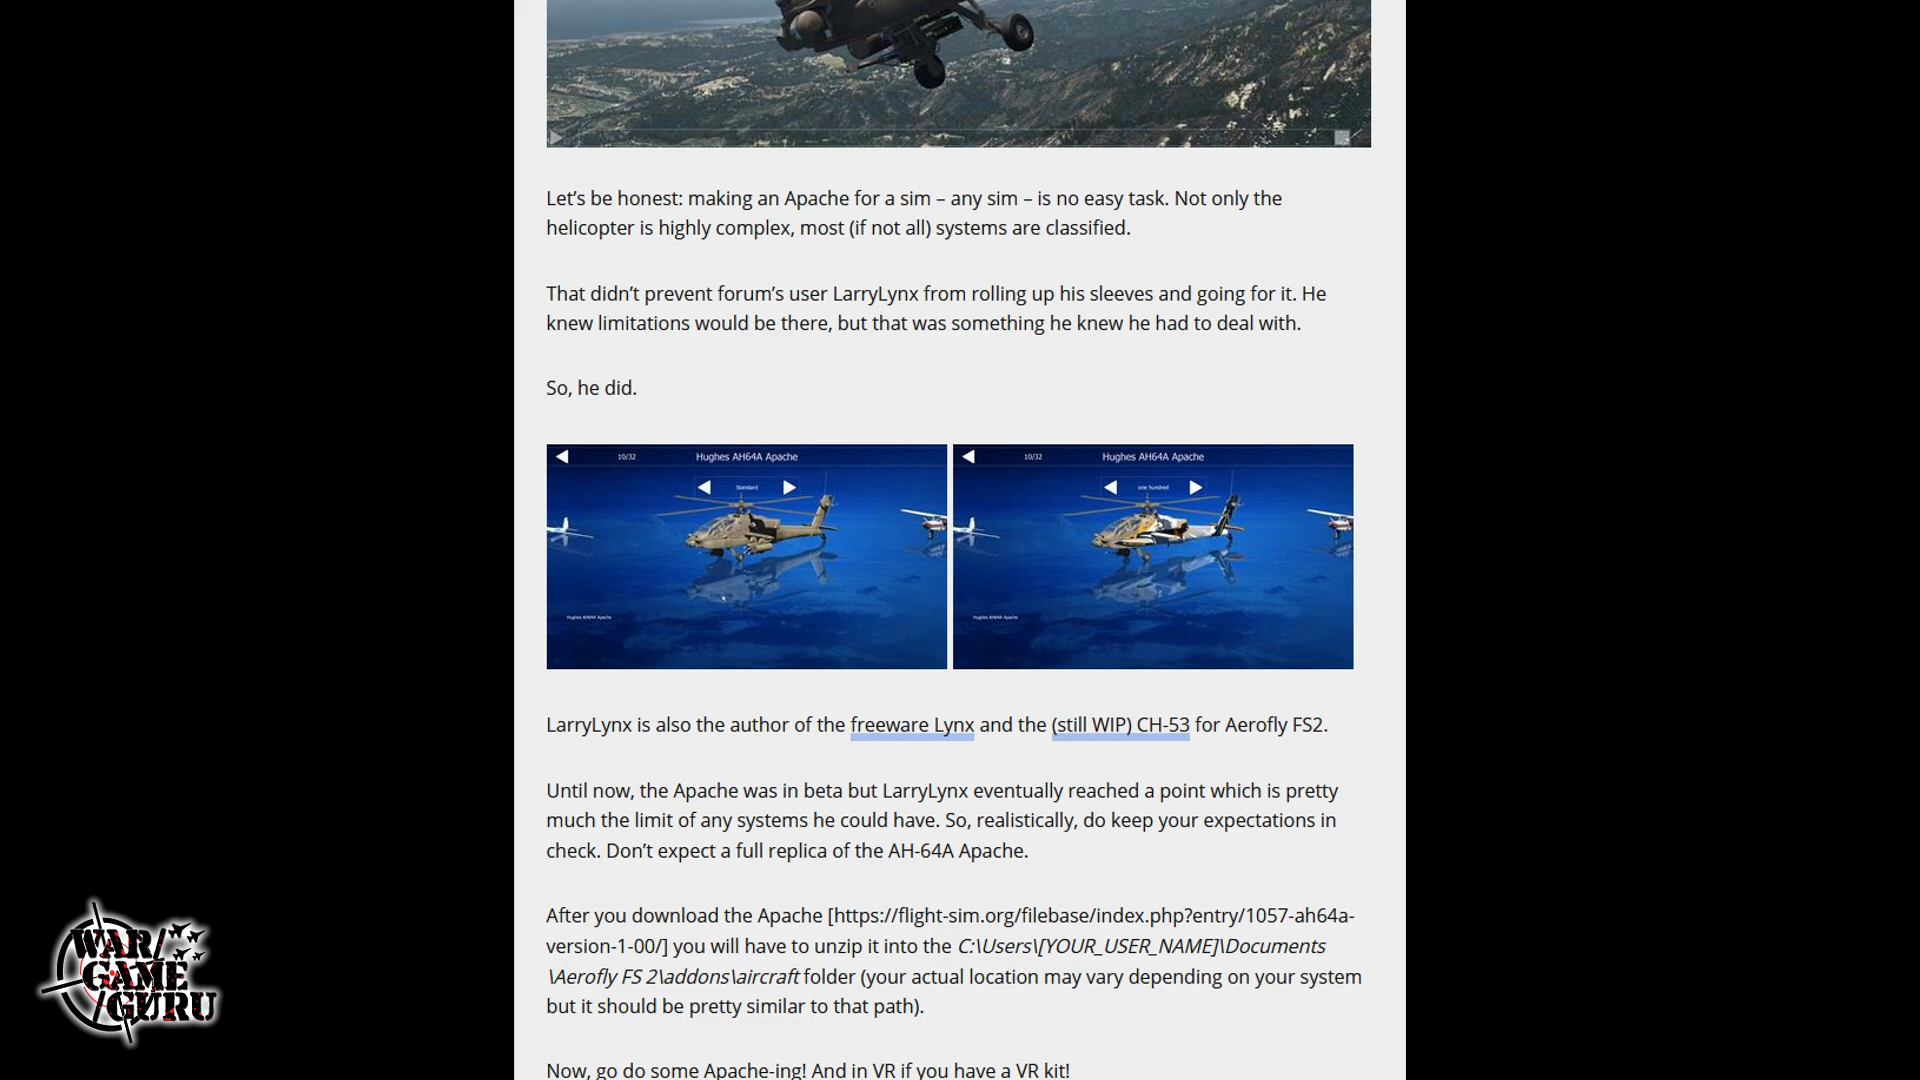 Let’s be honest: making an Apache for a sim – any sim – is no easy task. Not only the
helicopter is highly complex, most (if not all) systems are classified.
That didn’t prevent forum’s user LarryLynx from rolling up his sleeves and going for it. He
knew limitations would be there, but that was something he knew he had to deal with.
So, he did.
10/32 Hughes AH64A Apache
Standard
Hughes AH64A Apache
10/32 Hughes AH64A Apache
one hundred
Hughes AH64A Apache
LarryLynx is also the author of the freeware Lynx and the (still WIP) CH-53 for Aerofly FS2.
Until now, the Apache was in beta but LarryLynx eventually reached a point which is pretty
much the limit of any systems he could have. So, realistically, do keep your expectations in
check. Don’t expect a full replica of the AH-64A Apache.
After you download the Apache [https://flight-sim.org/filebase/index.php?entry/1057-ah64a-
version-1-00/] you will have to unzip it into the C:\Users\[YOUR_USER_NAME]\Documents
\Aerofly FS 2\addons\aircraft folder (your actual location may vary depending on your system
but it should be pretty similar to that path).
Now, go do some Apache-ing! And in VR if you have a VR kit!
WAR/
GAME
/GURU